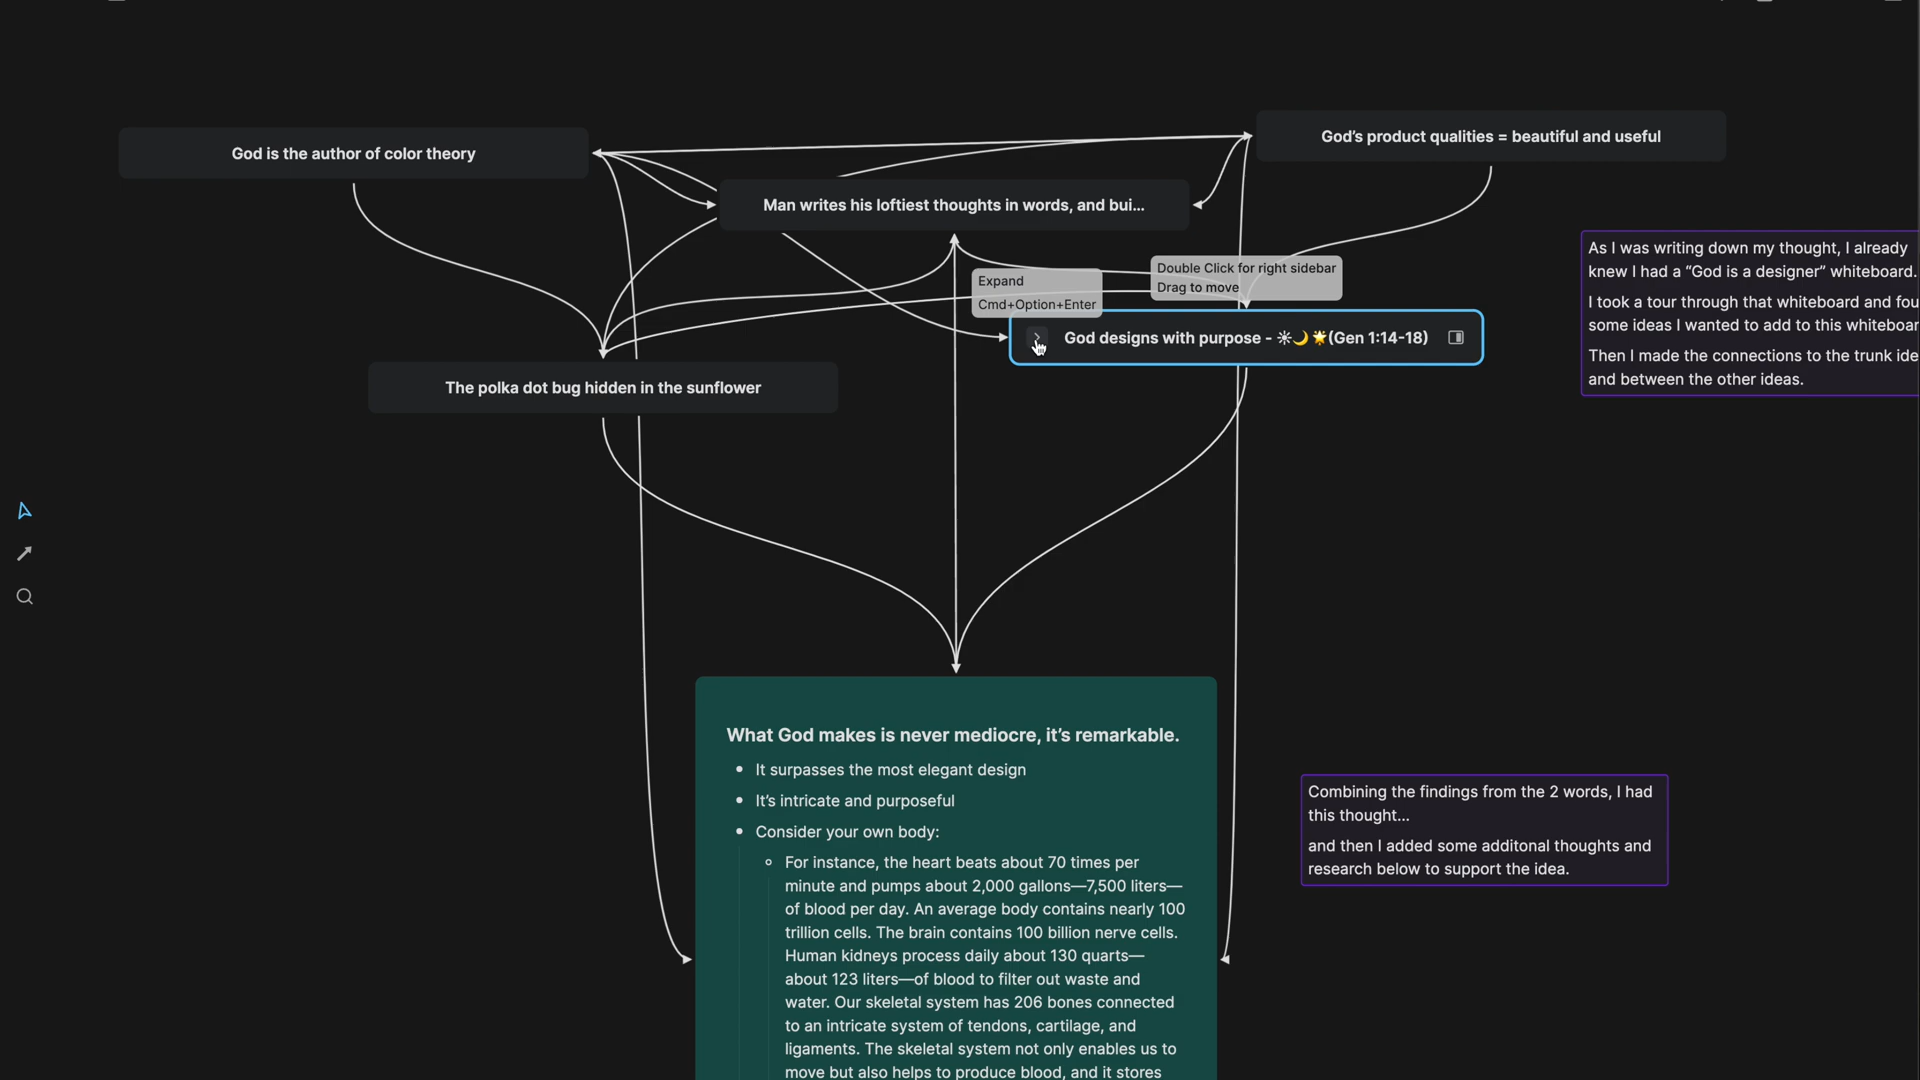 God is the author of color theory
God’s product qualities = beautiful and useful
Man writes his loftiest thoughts in words, and bui...
As I was writing down my thought, I already
knew I had a “God is a designer” whiteboard.
I took a tour through that whiteboard and fou
some ideas I wanted to add to this whiteboar
Then I made the connections to the trunk ide
and between the other ideas.
Expand
Cmd+Option+Enter
Double Click for right sidebar
Drag to move
God designs with purpose - ☀️🌙 🌟(Gen 1:14-18)
The polka dot bug hidden in the sunflower
What God makes is never mediocre, it’s remarkable.
• It surpasses the most elegant design
• It’s intricate and purposeful
• Consider your own body:
For instance, the heart beats about 70 times per
minute and pumps about 2,000 gallons—7,500 liters—
of blood per day. An average body contains nearly 100
trillion cells. The brain contains 100 billion nerve cells.
Human kidneys process daily about 130 quarts—
about 123 liters—of blood to filter out waste and
water. Our skeletal system has 206 bones connected
to an intricate system of tendons, cartilage, and
ligaments. The skeletal system not only enables us to
move but also helps to produce blood, and it stores
Combining the findings from the 2 words, I had
this thought...
and then I added some additonal thoughts and
research below to support the idea.